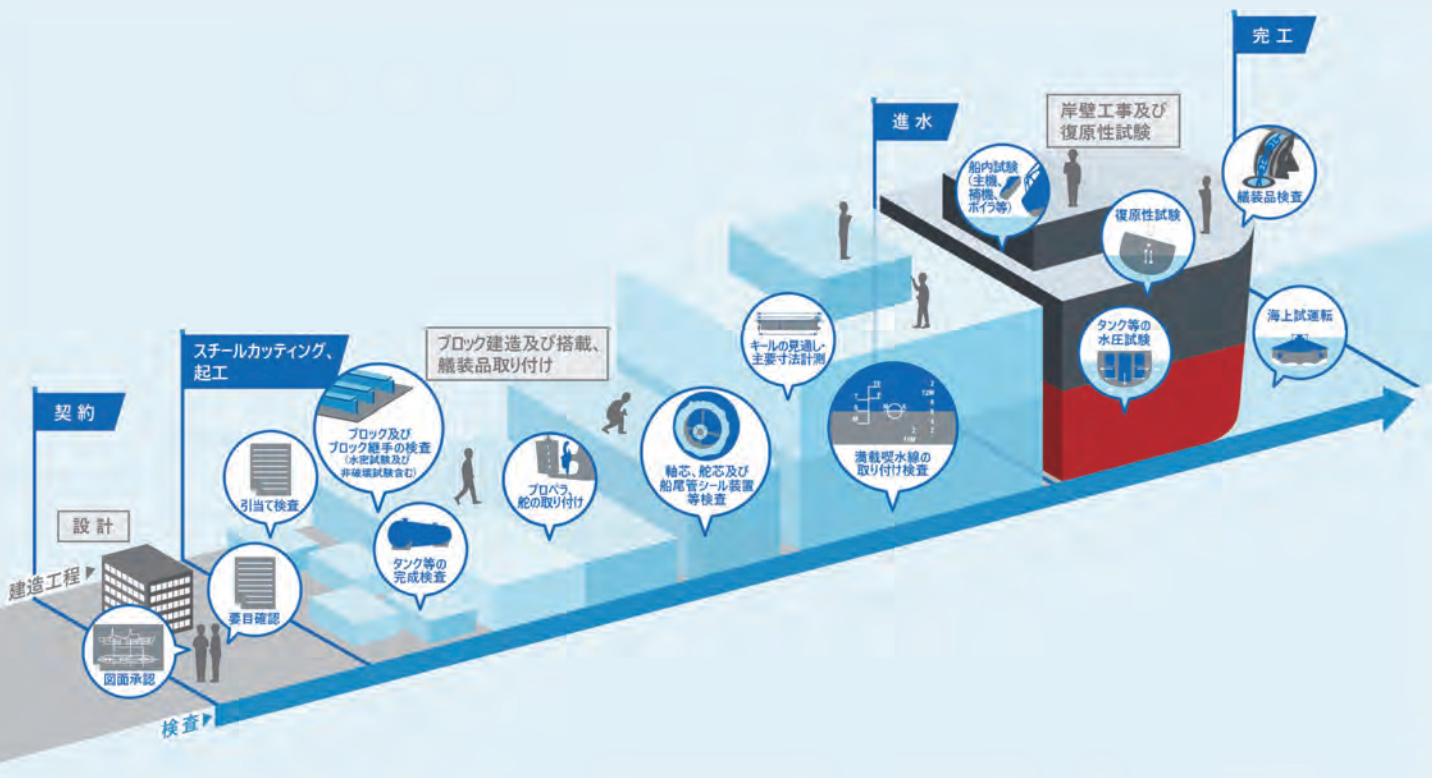 完工
進水
岸壁工事及び
復原性試験
船内試験
(主機、
補機、
ボイラ等)
艤装品検査
復原性試験
海上試運転
タンク等の
水圧試験
スチールカッティング、
起工
ブロック建造及び搭載、
艤装品取り付け
キールの見通し・
主要寸法計測
契約
ブロック及び
ブロック継手の検査
(水密試験及び
非破壊試験含む)
満載喫水線の
取り付け検査
軸芯、舵芯及び
船尾管シール装置
等検査
プロペラ、
舵の取り付け
引当て検査
設計
タンク等の
完成検査
建造工程
要目確認
図面承認
検査